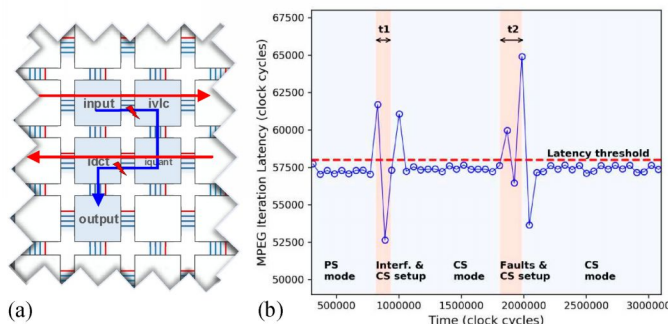 (a)
input
ivlc
idct
iquant
output
(b)
MPEG Iteration Latency (clock cycles)
67500
65000
62500
60000
57500
55000
52500
50000
t1
t2
Latency threshold
PS
mode
Interf. &
CS setup
CS
mode
Faults &
CS setup
CS
mode
500000
1000000
1500000
2000000
2500000
3000000
Time (clock cycles)